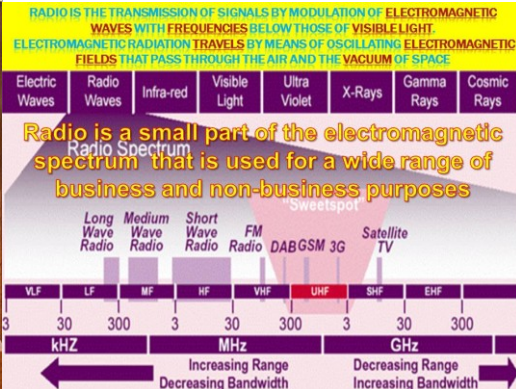 RADIO IS THE TRANSMISSION OF SIGNALS BY MODULATION OF ELECTROMAGNETIC
WAVES WITH FREQUENCIES BELOW THOSE OF VISIBLE LIGHT.
ELECTROMAGNETIC RADIATION TRAVELS BY MEANS OF OSCILLATING ELECTROMAGNETIC
FIELDS THAT PASS THROUGH THE AIR AND THE VACUUM OF SPACE
Electric Waves
Radio Waves
Infra-red
Visible Light
Ultra Violet
X-Rays
Gamma Rays
Cosmic Rays
Radio is a small part of the electromagnetic
Radio Spectrum
spectrum that is used for a wide range of
business and non-business purposes
"Sweetspot"
Long Wave Radio
Medium Wave Radio
Short Wave Radio
FM Radio
DAB
GSM
3G
Satellite TV
VLF LF MF HF VHF UHF SHF EHF
3 30 300 3 30 300 3 30 300
kHZ MHz GHz
Increasing Range
Decreasing Bandwidth
Decreasing Range
Increasing Bandwidth